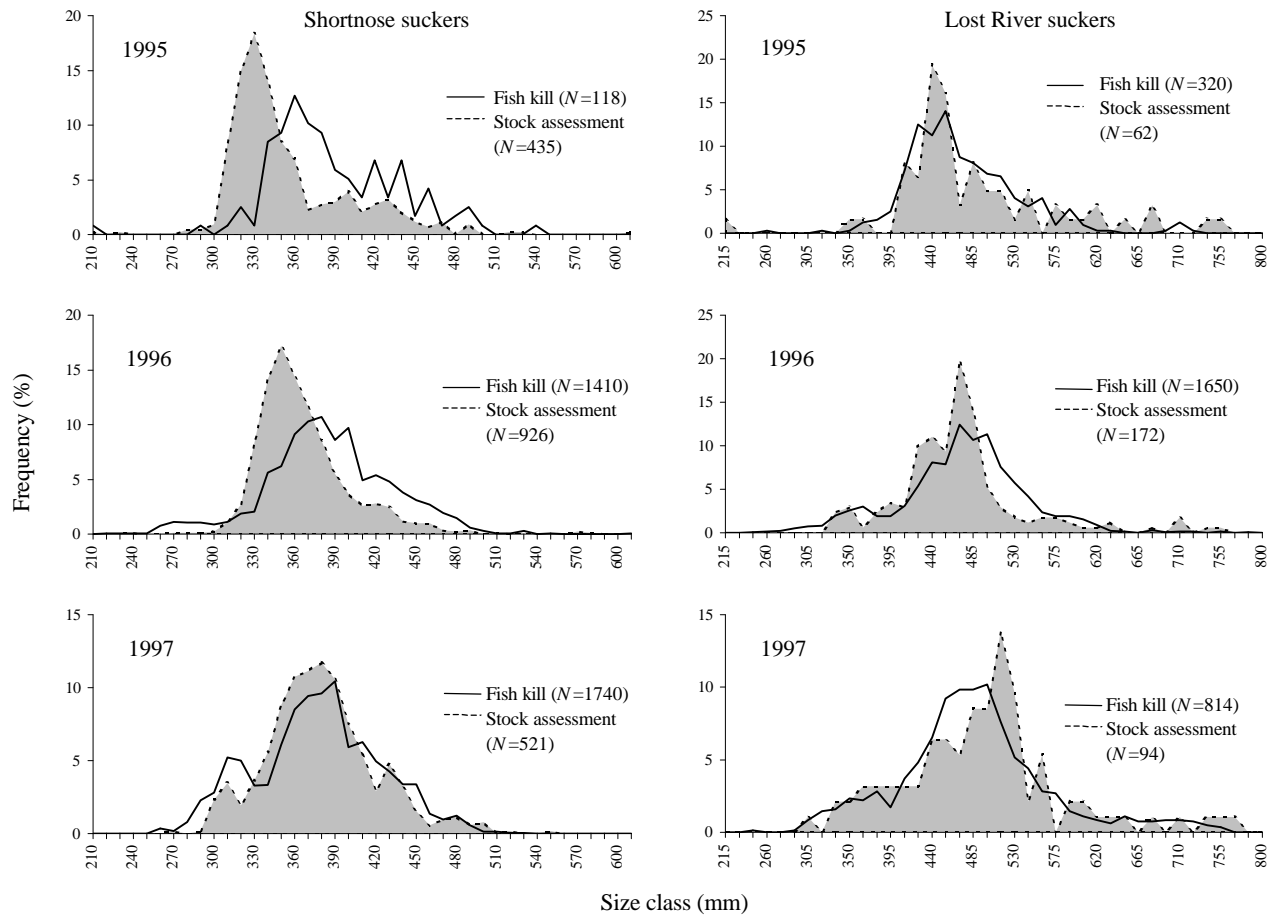 Shortnose suckers
Lost River suckers
Frequency (%)
1995
20
15
10
5
0
Fish kill (N=118)
Stock assessment
(N=435)
210 240 270 300 330 360 390 420 450 480 510 540 570 600
1995
25
20
15
10
5
0
Fish kill (N=320)
Stock assessment
(N=62)
215 260 305 350 395 440 485 530 575 620 665 710 755 800
1996
20
15
10
5
0
Fish kill (N=1410)
Stock assessment
(N=926)
210 240 270 300 330 360 390 420 450 480 510 540 570 600
1996
25
20
15
10
5
0
Fish kill (N=1650)
Stock assessment
(N=172)
215 260 305 350 395 440 485 530 575 620 665 710 755 800
1997
15
10
5
0
Fish kill (N=1740)
Stock assessment
(N=521)
210 240 270 300 330 360 390 420 450 480 510 540 570 600
1997
15
10
5
0
Fish kill (N=814)
Stock assessment
(N=94)
215 260 305 350 395 440 485 530 575 620 665 710 755 800
Size class (mm)